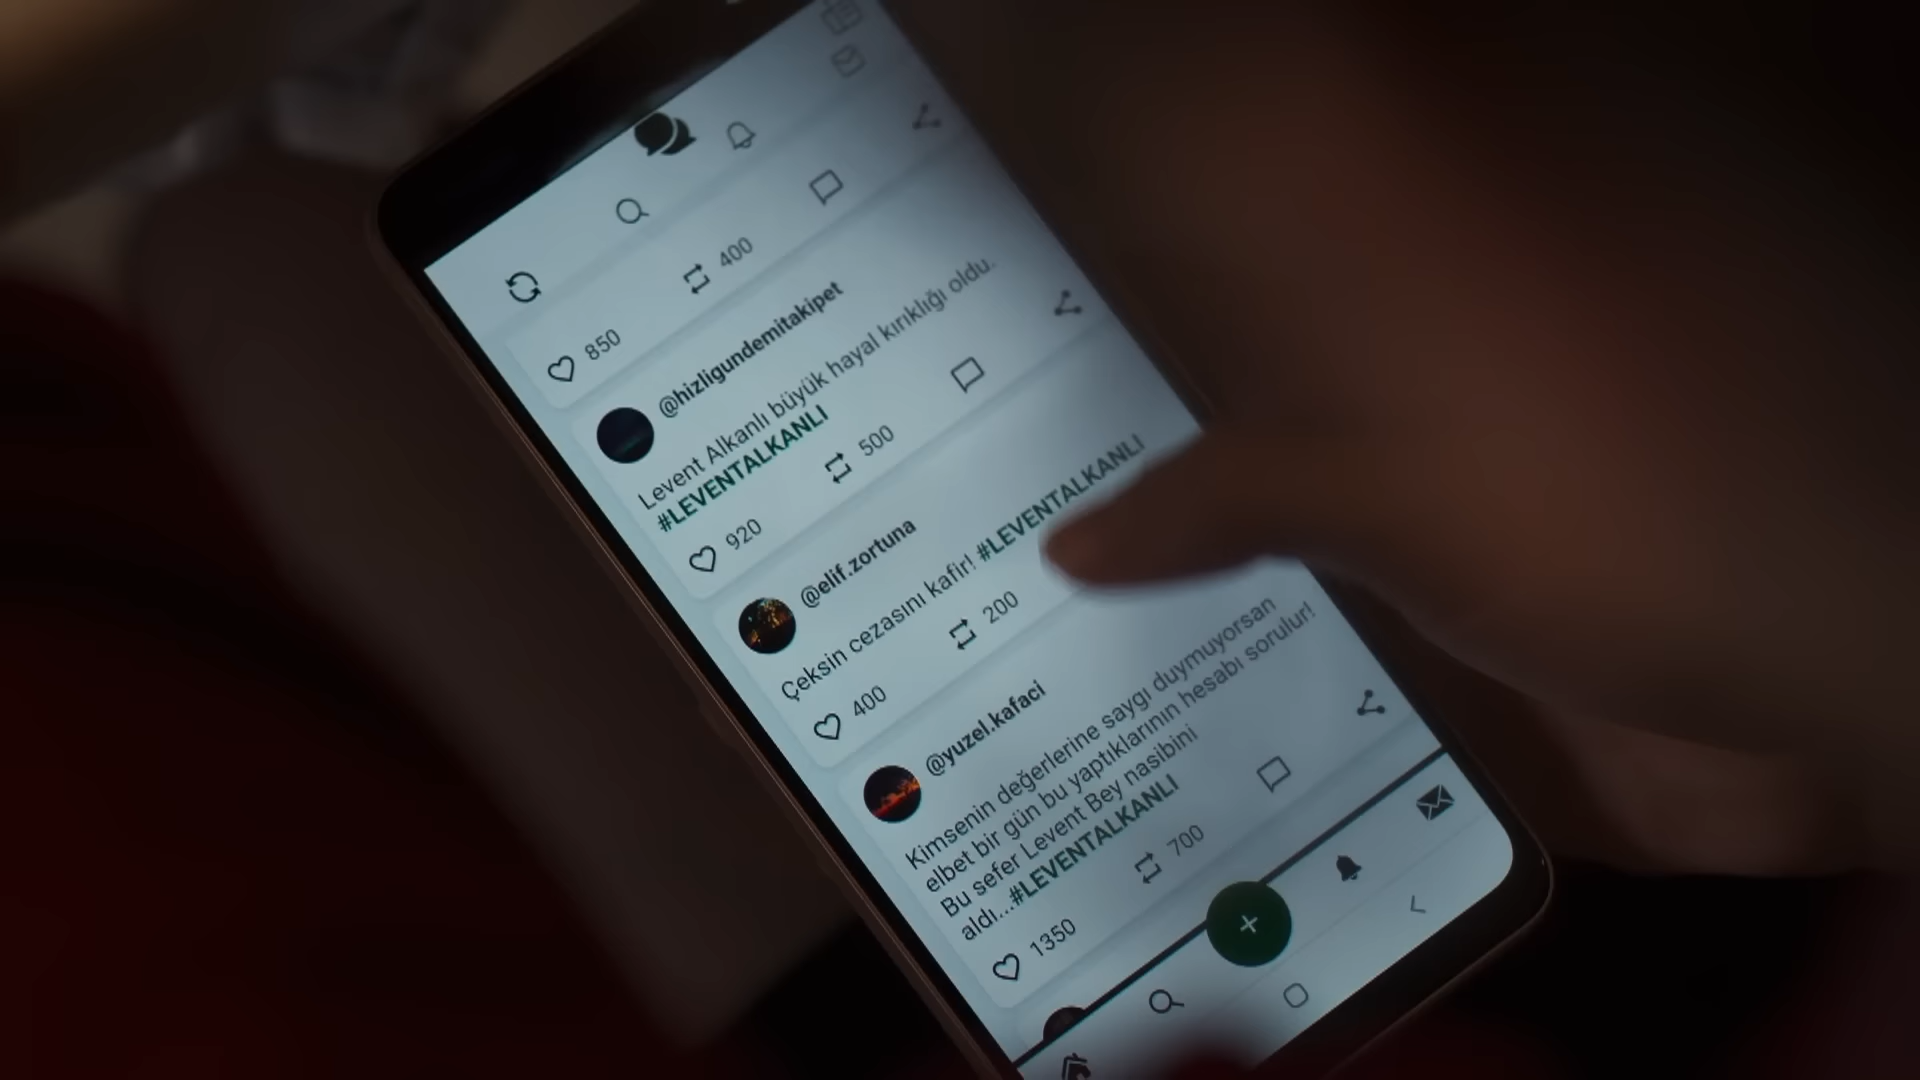 400
850
@hizligundemitakipet
Levent Alkanlı büyük hayal kırıklığı oldu.
#LEVENTALKANLI
500
920
@elif.zortuna
Çeksin cezasını kafir! #LEVENTALKANLI
200
400
@yuzel.kafaci
Kimsenin değerlerine saygı duymuyorsan
elbet bir gün bu yaptıklarının hesabı sorulur!
Bu sefer Levent Bey nasibini
aldı...#LEVENTALKANLI
700
1350